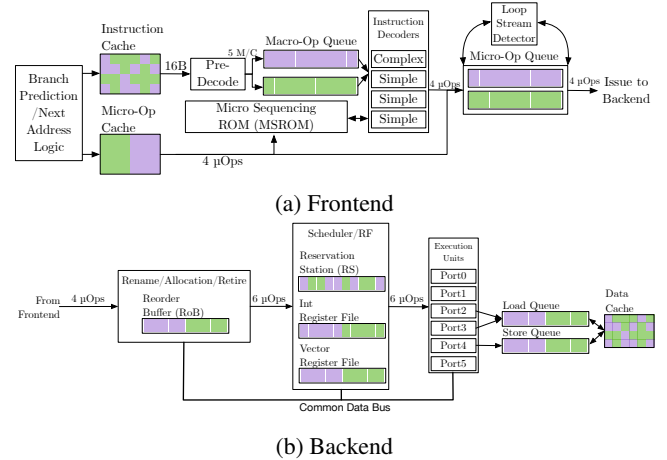 Instruction
Cache
16B
Pre-
Decode
5 M/C
Macro-Op Queue
Instruction
Decoders
Complex
Simple
Simple
Simple
Loop
Stream
Detector
Micro-Op Queue
4 µOps
4 µOps
Issue to
Backend
Branch
Prediction
/Next
Address
Logic
Micro-Op
Cache
Micro Sequencing
ROM (MSROM)
4 µOps
(a) Frontend
From
Frontend
4 µOps
Rename/Allocation/Retire
Reorder
Buffer (RoB)
6 µOps
Scheduler/RF
Reservation
Station (RS)
Int
Register File
Vector
Register File
6 µOps
Execution
Units
Port0
Port1
Port2
Port3
Port4
Port5
Load Queue
Store Queue
Data
Cache
Common Data Bus
(b) Backend